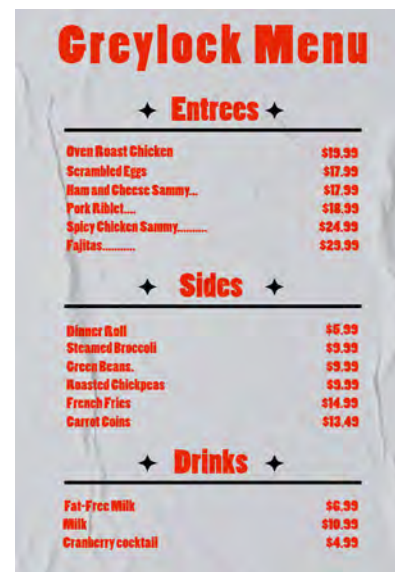 Greylock Menu
Entrees
Oven Roast Chicken $19.99
Scrambled Eggs $17.99
Ham and Cheese Sammy... $17.99
Pork Riblet.... $18.99
Spicy Chicken Sammy.......... $24.99
Fajitas........... $29.99
Sides
Dinner Roll $5.99
Steamed Broccoli $9.99
Green Beans. $9.99
Roasted Chickpeas $9.99
French Fries $14.99
Carrot Coins $13.49
Drinks
Fat-Free Milk $6.99
Milk $10.99
Cranberry cocktail $4.99